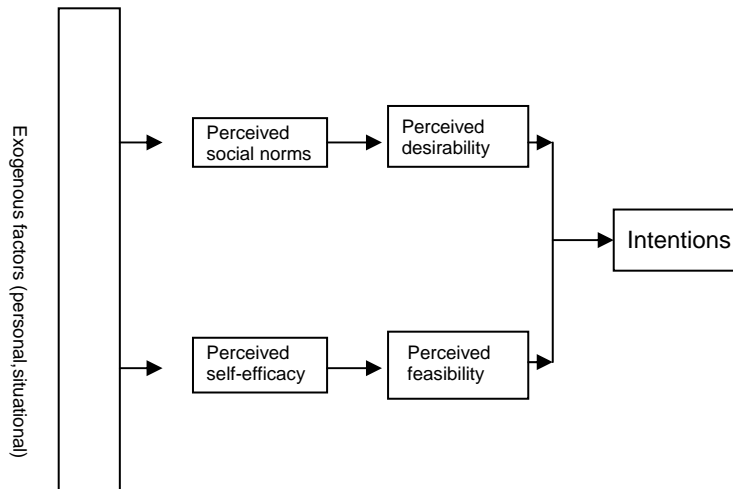 Exogenous factors (personal,situational)
Perceived
social norms
Perceived
desirability
Intentions
Perceived
self-efficacy
Perceived
feasibility